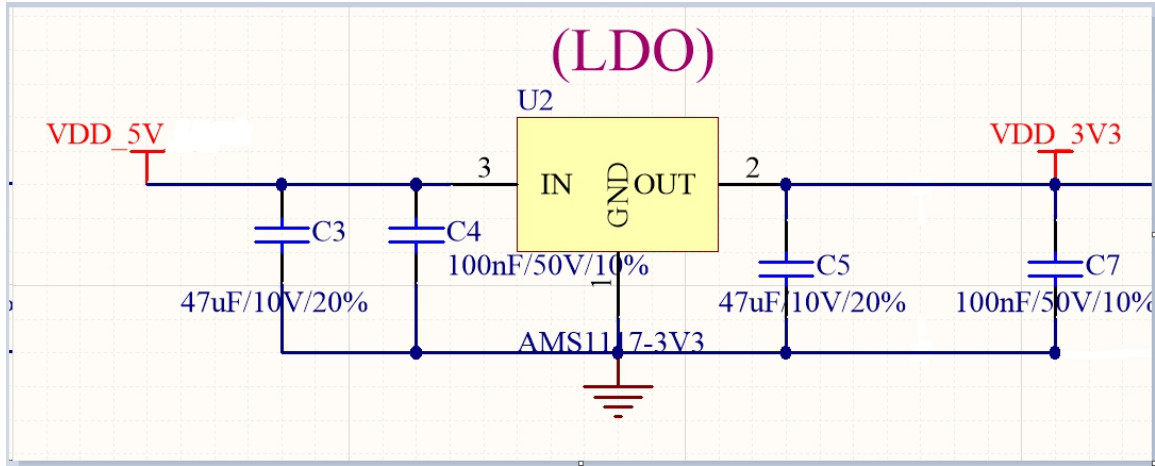 (LDO)
U2
VDD_5V
VDD_3V3
3
IN
GND
OUT
2
C3
C4
C5
C7
100nF/50V/10%
1
47uF/10V/20%
47uF/10V/20%
100nF/50V/10%
AMS1117-3V3